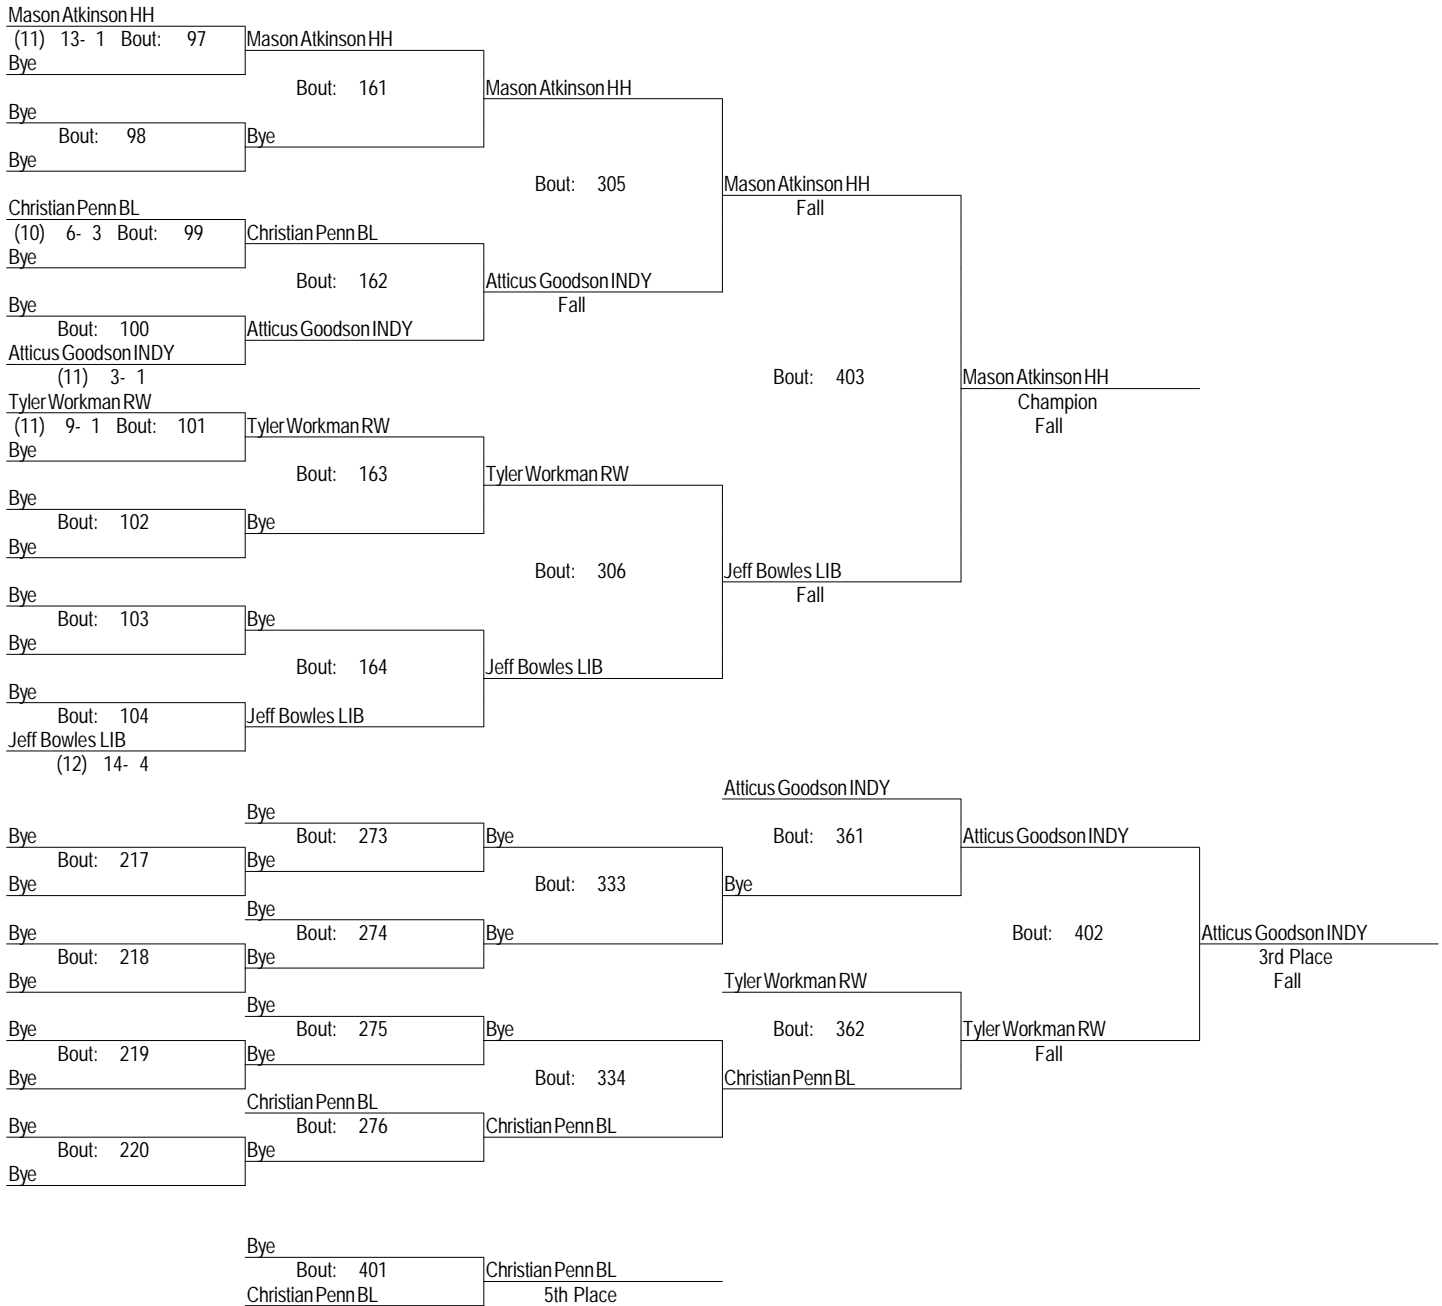 Mason Atkinson HH
(11) 13- 1 Bout: 97 Mason Atkinson HH
Bye
Bout: 161 Mason Atkinson HH
Bye
Bout: 98 Bye
Bye
Bout: 305 Mason Atkinson HH
Christian Penn BL Fall
(10) 6- 3 Bout: 99 Christian Penn BL
Bye
Bout: 162 Atticus Goodson INDY
Bye Fall
Bout: 100 Atticus Goodson INDY
Atticus Goodson INDY
(11) 3- 1 Bout: 403 Mason Atkinson HH
Tyler Workman RW Champion
(11) 9- 1 Bout: 101 Tyler Workman RW Fall
Bye
Bout: 163 Tyler Workman RW
Bye
Bout: 102 Bye
Bye
Bout: 306 Jeff Bowles LIB
Bye Fall
Bout: 103 Bye
Bye
Bout: 164 Jeff Bowles LIB
Bye
Bout: 104 Jeff Bowles LIB
Jeff Bowles LIB
(12) 14- 4
Atticus Goodson INDY
Bye
Bye Bout: 273 Bye Bout: 361 Atticus Goodson INDY
Bout: 217 Bye
Bye Bout: 333 Bye
Bye
Bye Bout: 274 Bye Bout: 402 Atticus Goodson INDY
Bout: 218 Bye 3rd Place
Bye Tyler Workman RW Fall
Bye
Bye Bout: 275 Bye Bout: 362 Tyler Workman RW
Bout: 219 Bye Fall
Bye Bout: 334 Christian Penn BL
Christian Penn BL
Bye Bout: 276 Christian Penn BL
Bout: 220 Bye
Bye
Bye
Bout: 401 Christian Penn BL
Christian Penn BL 5th Place